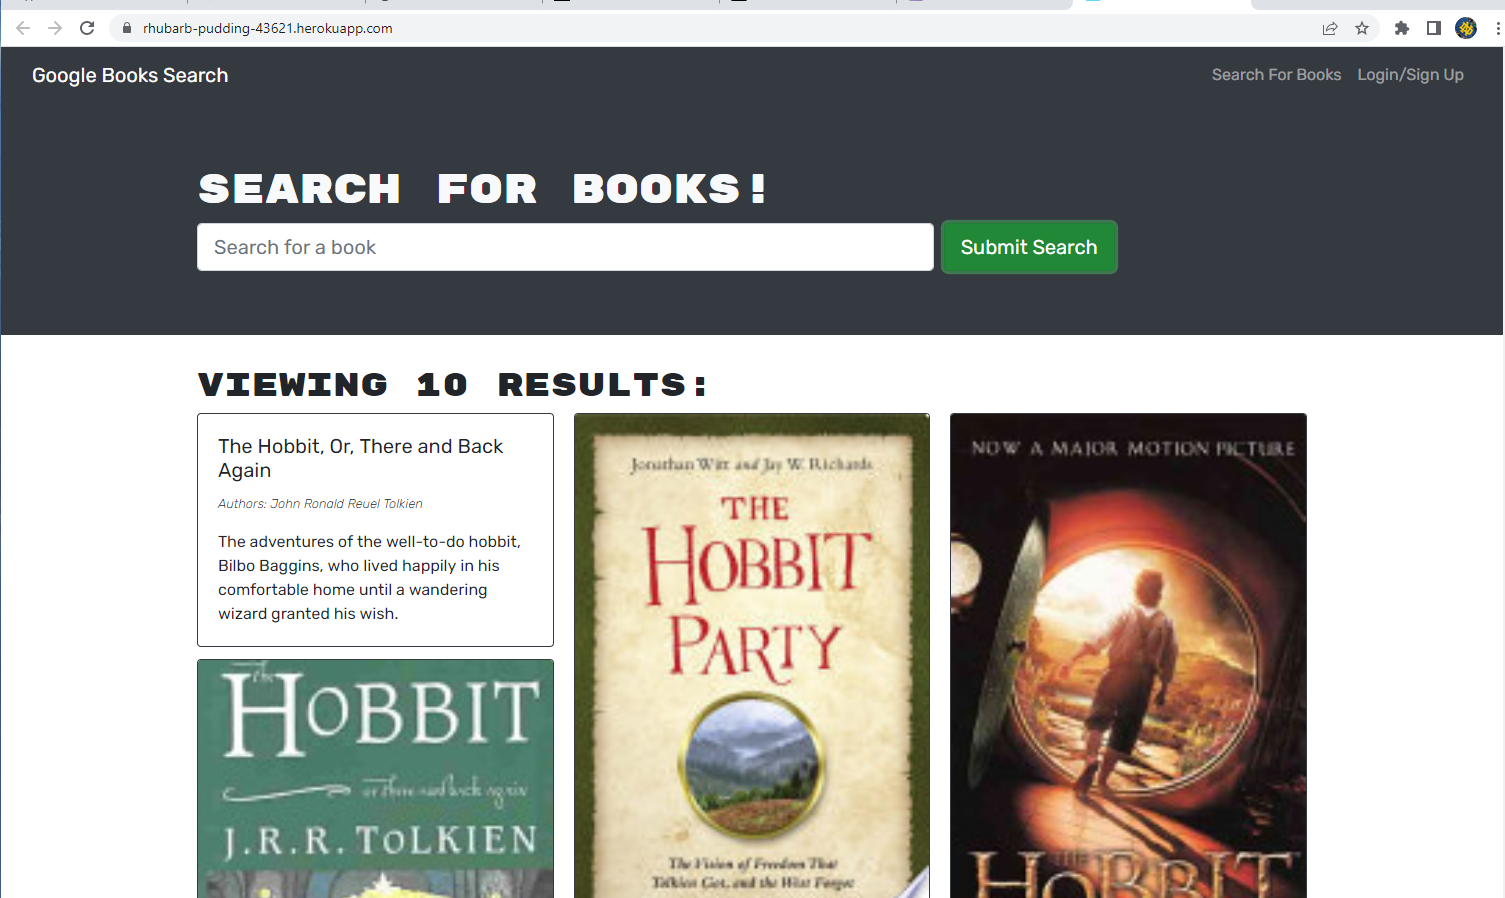 rhubarb-pudding-43621.herokuapp.com
Google Books Search
Search For Books Login/Sign Up
SEARCH FOR BOOKS!
Search for a book
Submit Search
VIEWING 10 RESULTS:
The Hobbit, Or, There and Back
Again
Authors: John Ronald Reuel Tolkien
The adventures of the well-to-do hobbit,
Bilbo Baggins, who lived happily in his
comfortable home until a wandering
wizard granted his wish.
The
HOBBIT
or there and back again
J.R.R. TOLKIEN
Jonathan Witt and Jay W. Richards
THE
HOBBIT
PARTY
The Vision of Freedom That
Tolkien Got, and the West Forgot
NOW A MAJOR MOTION PICTURE
THE
HOBBIT